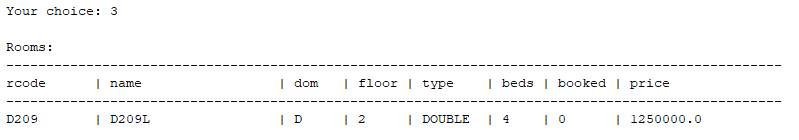 Your choice: 3
Rooms:
--------------------------------------------------------------------------------------------------
rcode      | name                  | dom   | floor | type    | beds | booked | price
--------------------------------------------------------------------------------------------------
D209       | D209L                 | D     | 2     | DOUBLE  | 4    | 0      | 1250000.0